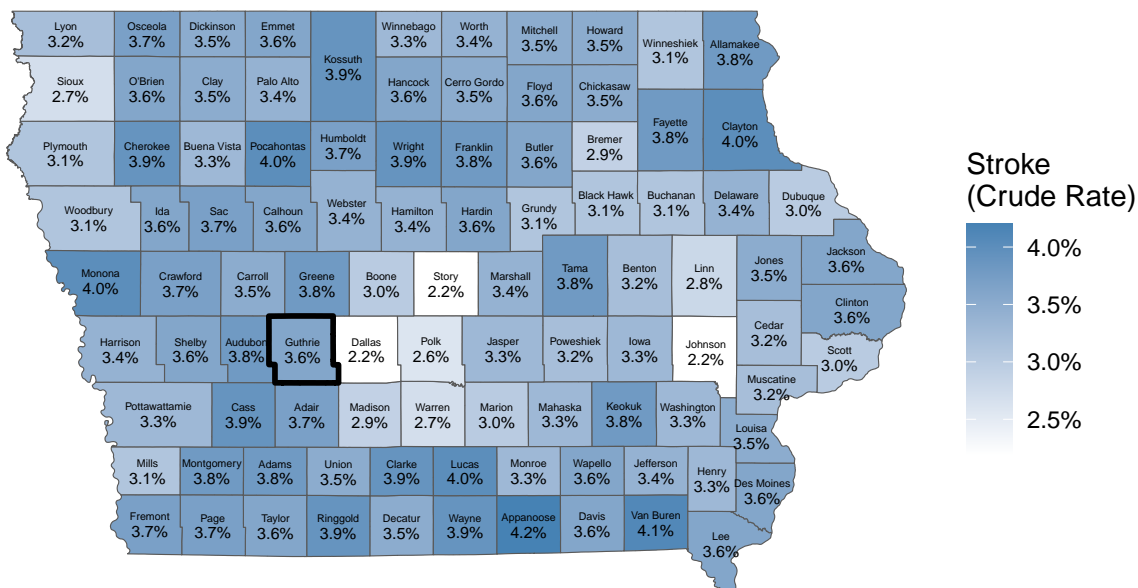 Lyon
3.2%
Osceola
3.7%
Dickinson
3.5%
Emmet
3.6%
Kossuth
3.9%
Winnebago
3.3%
Worth
3.4%
Mitchell
3.5%
Howard
3.5%
Winneshiek
3.1%
Allamakee
3.8%
Sioux
2.7%
O'Brien
3.6%
Clay
3.5%
Palo Alto
3.4%
Hancock
3.6%
Cerro Gordo
3.5%
Floyd
3.6%
Chickasaw
3.5%
Fayette
3.8%
Clayton
4.0%
Plymouth
3.1%
Cherokee
3.9%
Buena Vista
3.3%
Pocahontas
4.0%
Humboldt
3.7%
Wright
3.9%
Franklin
3.8%
Butler
3.6%
Bremer
2.9%
Woodbury
3.1%
Ida
3.6%
Sac
3.7%
Calhoun
3.6%
Webster
3.4%
Hamilton
3.4%
Hardin
3.6%
Grundy
3.1%
Black Hawk
3.1%
Buchanan
3.1%
Delaware
3.4%
Dubuque
3.0%
Monona
4.0%
Crawford
3.7%
Carroll
3.5%
Greene
3.8%
Boone
3.0%
Story
2.2%
Marshall
3.4%
Tama
3.8%
Benton
3.2%
Linn
2.8%
Jones
3.5%
Jackson
3.6%
Clinton
3.6%
Harrison
3.4%
Shelby
3.6%
Audubon
3.8%
Guthrie
3.6%
Dallas
2.2%
Polk
2.6%
Jasper
3.3%
Poweshiek
3.2%
Iowa
3.3%
Johnson
2.2%
Cedar
3.2%
Scott
3.0%
Muscatine
3.2%
Pottawattamie
3.3%
Cass
3.9%
Adair
3.7%
Madison
2.9%
Warren
2.7%
Marion
3.0%
Mahaska
3.3%
Keokuk
3.8%
Washington
3.3%
Louisa
3.5%
Mills
3.1%
Montgomery
3.8%
Adams
3.8%
Union
3.5%
Clarke
3.9%
Lucas
4.0%
Monroe
3.3%
Wapello
3.6%
Jefferson
3.4%
Henry
3.3%
Des Moines
3.6%
Fremont
3.7%
Page
3.7%
Taylor
3.6%
Ringgold
3.9%
Decatur
3.5%
Wayne
3.9%
Appanoose
4.2%
Davis
3.6%
Van Buren
4.1%
Lee
3.6%
Stroke
(Crude Rate)
4.0%
3.5%
3.0%
2.5%